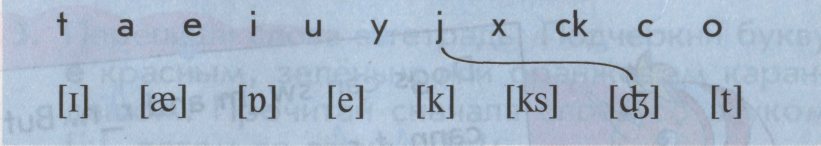 t a e i u y j x ck c o
[ɪ] [æ] [ɒ] [e] [k] [ks] [ʤ] [t]